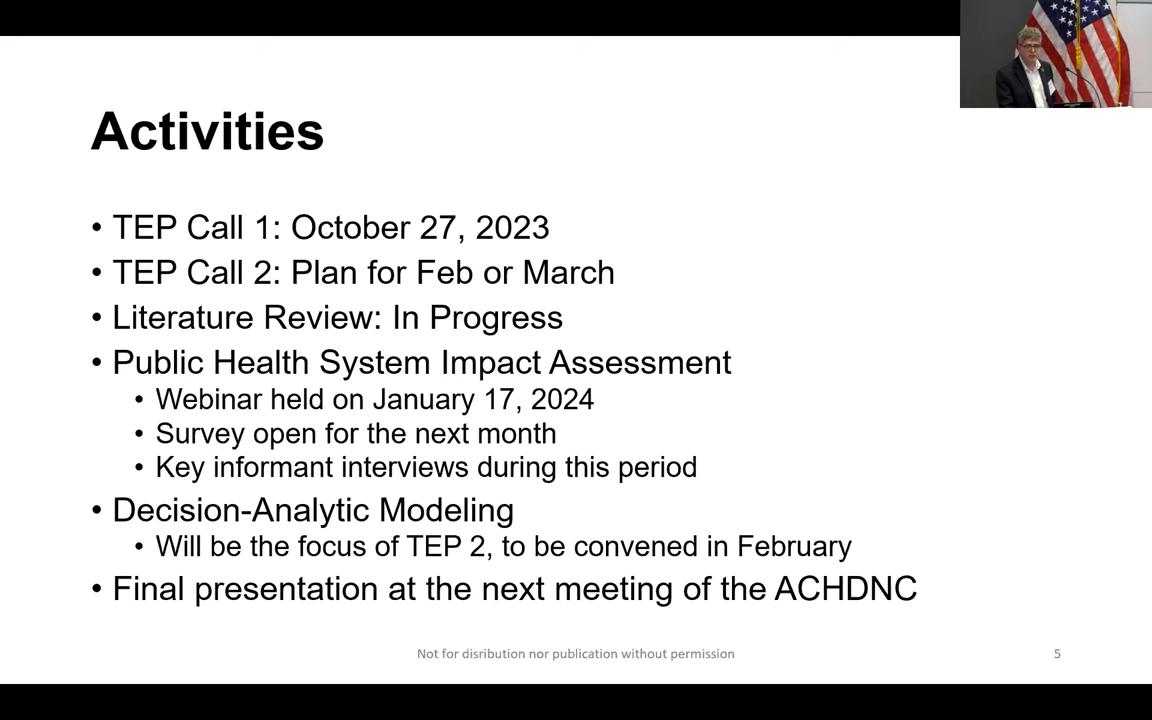 Activities
• TEP Call 1: October 27, 2023
• TEP Call 2: Plan for Feb or March
• Literature Review: In Progress
• Public Health System Impact Assessment
• Webinar held on January 17, 2024
• Survey open for the next month
• Key informant interviews during this period
• Decision-Analytic Modeling
• Will be the focus of TEP 2, to be convened in February
• Final presentation at the next meeting of the ACHDNC
Not for disribution nor publication without permission
5